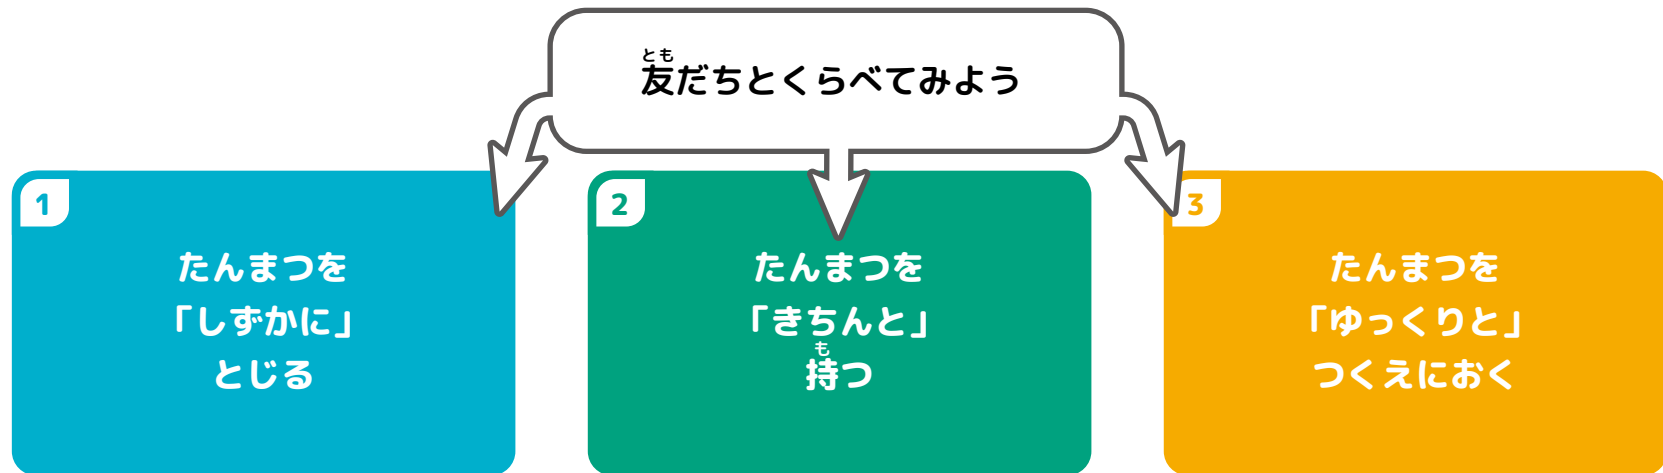 友だちとくらべてみよう
とも
1
たんまつを
「しずかに」
とじる
2
たんまつを
「きちんと」
持つ
も
3
たんまつを
「ゆっくりと」
つくえにおく